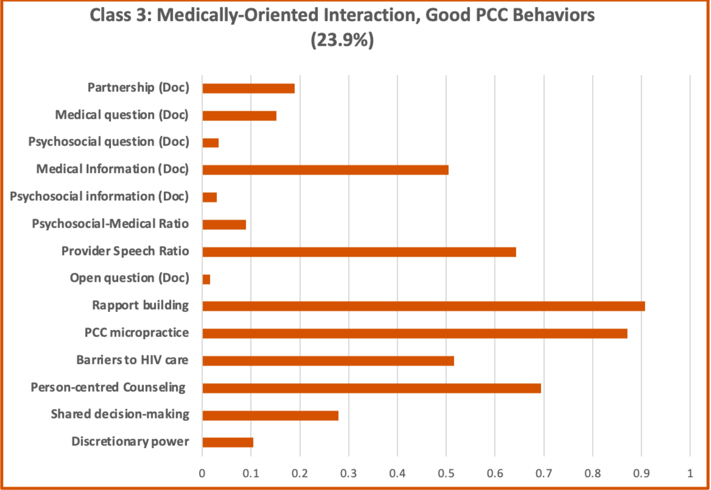 Class 3: Medically-Oriented Interaction, Good PCC Behaviors
(23.9%)
Partnership (Doc)
Medical question (Doc)
Psychosocial question (Doc)
Medical Information (Doc)
Psychosocial information (Doc)
Psychosocial-Medical Ratio
Provider Speech Ratio
Open question (Doc)
Rapport building
PCC micropractice
Barriers to HIV care
Person-centred Counseling
Shared decision-making
Discretionary power
0 0.1 0.2 0.3 0.4 0.5 0.6 0.7 0.8 0.9 1